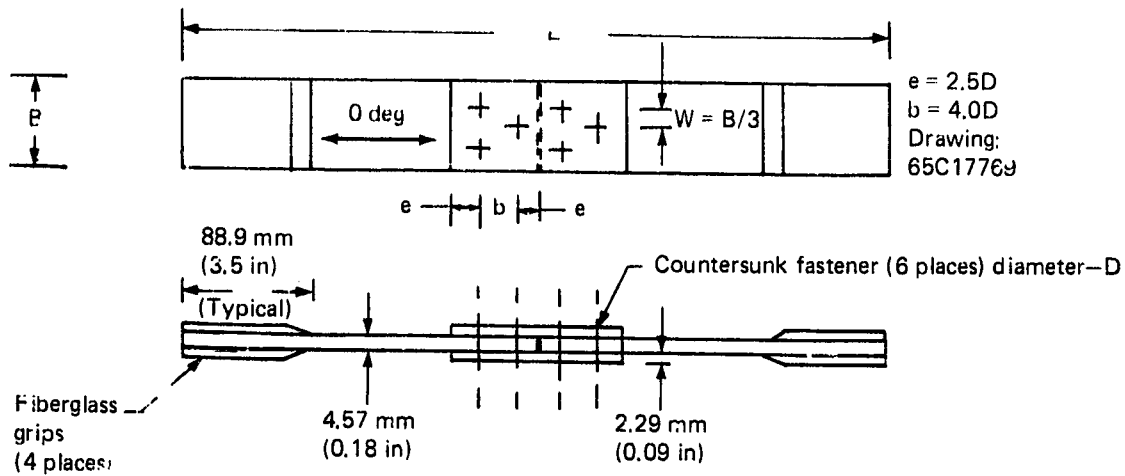 L
e = 2.5D
b = 4.0D
Drawing:
65C17769
B
0 deg
W = B/3
e
b
e
88.9 mm
(3.5 in)
(Typical)
Countersunk fastener (6 places) diameter—D
Fiberglass
grips
(4 places)
4.57 mm
(0.18 in)
2.29 mm
(0.09 in)